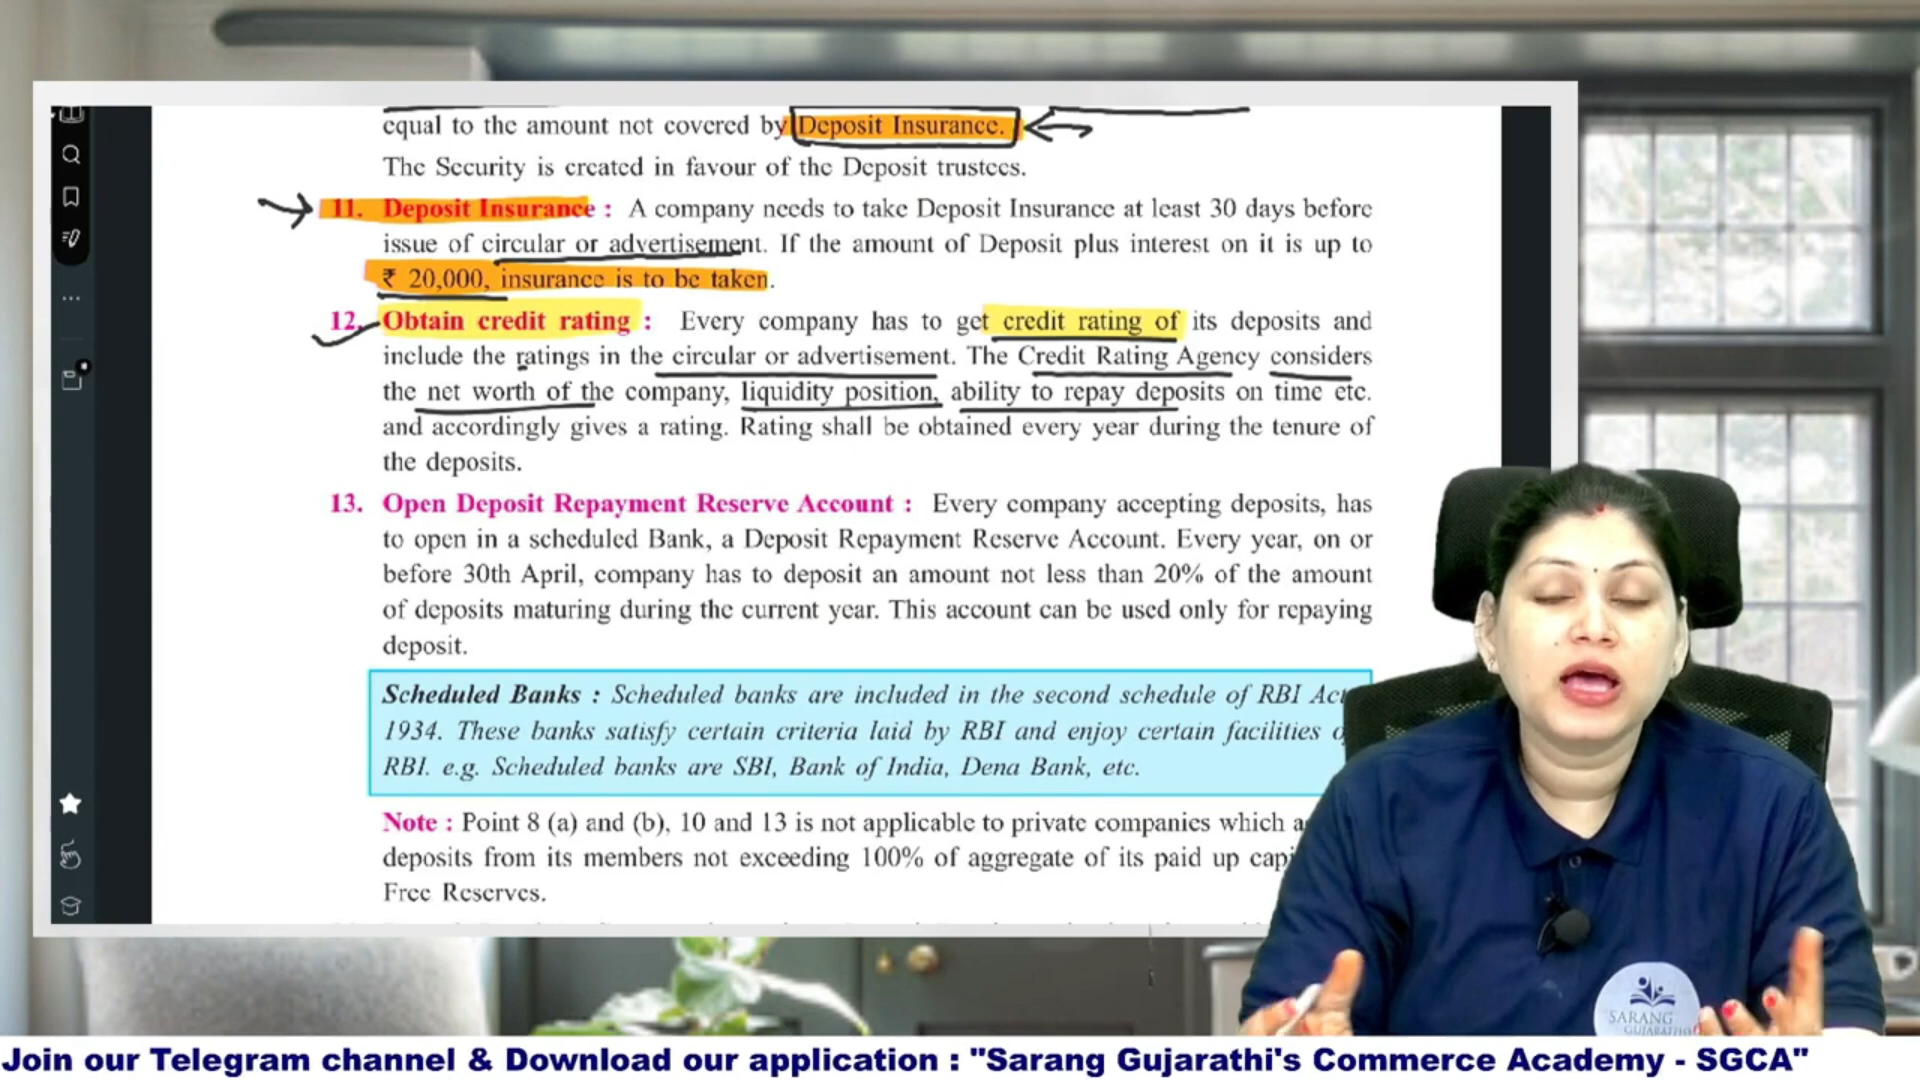 equal to the amount not covered by Deposit Insurance.
The Security is created in favour of the Deposit trustees.
11. Deposit Insurance : A company needs to take Deposit Insurance at least 30 days before
issue of circular or advertisement. If the amount of Deposit plus interest on it is up to
₹ 20,000, insurance is to be taken.
12. Obtain credit rating : Every company has to get credit rating of its deposits and
include the ratings in the circular or advertisement. The Credit Rating Agency considers
the net worth of the company, liquidity position, ability to repay deposits on time etc.
and accordingly gives a rating. Rating shall be obtained every year during the tenure of
the deposits.
13. Open Deposit Repayment Reserve Account : Every company accepting deposits, has
to open in a scheduled Bank, a Deposit Repayment Reserve Account. Every year, on or
before 30th April, company has to deposit an amount not less than 20% of the amount
of deposits maturing during the current year. This account can be used only for repaying
deposit.
Scheduled Banks : Scheduled banks are included in the second schedule of RBI Act
1934. These banks satisfy certain criteria laid by RBI and enjoy certain facilities
RBI. e.g. Scheduled banks are SBI, Bank of India, Dena Bank, etc.
Note : Point 8 (a) and (b), 10 and 13 is not applicable to private companies which
deposits from its members not exceeding 100% of aggregate of its paid up
Free Reserves.
SARANG
GUJARATHI
Join our Telegram channel & Download our application : "Sarang Gujarathi's Commerce Academy - SGCA"